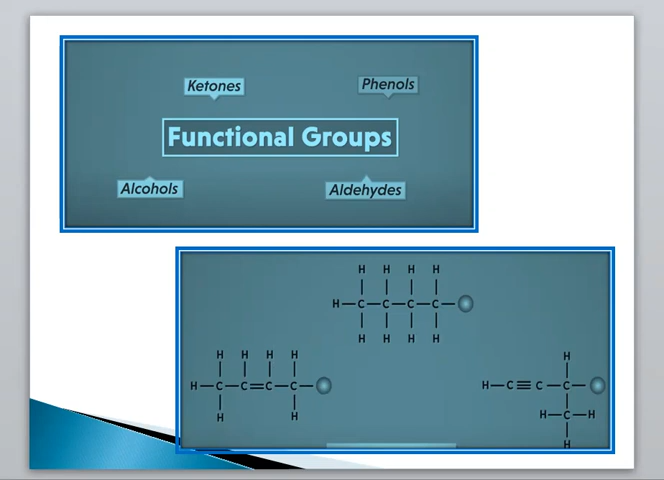 Ketones
Phenols
Functional Groups
Alcohols
Aldehydes
H H H H
H—C—C—C—C—
H H H H
H H H H
H—C—C=C—C—
H H
H
H—C≡C—C—
H—C—H
H